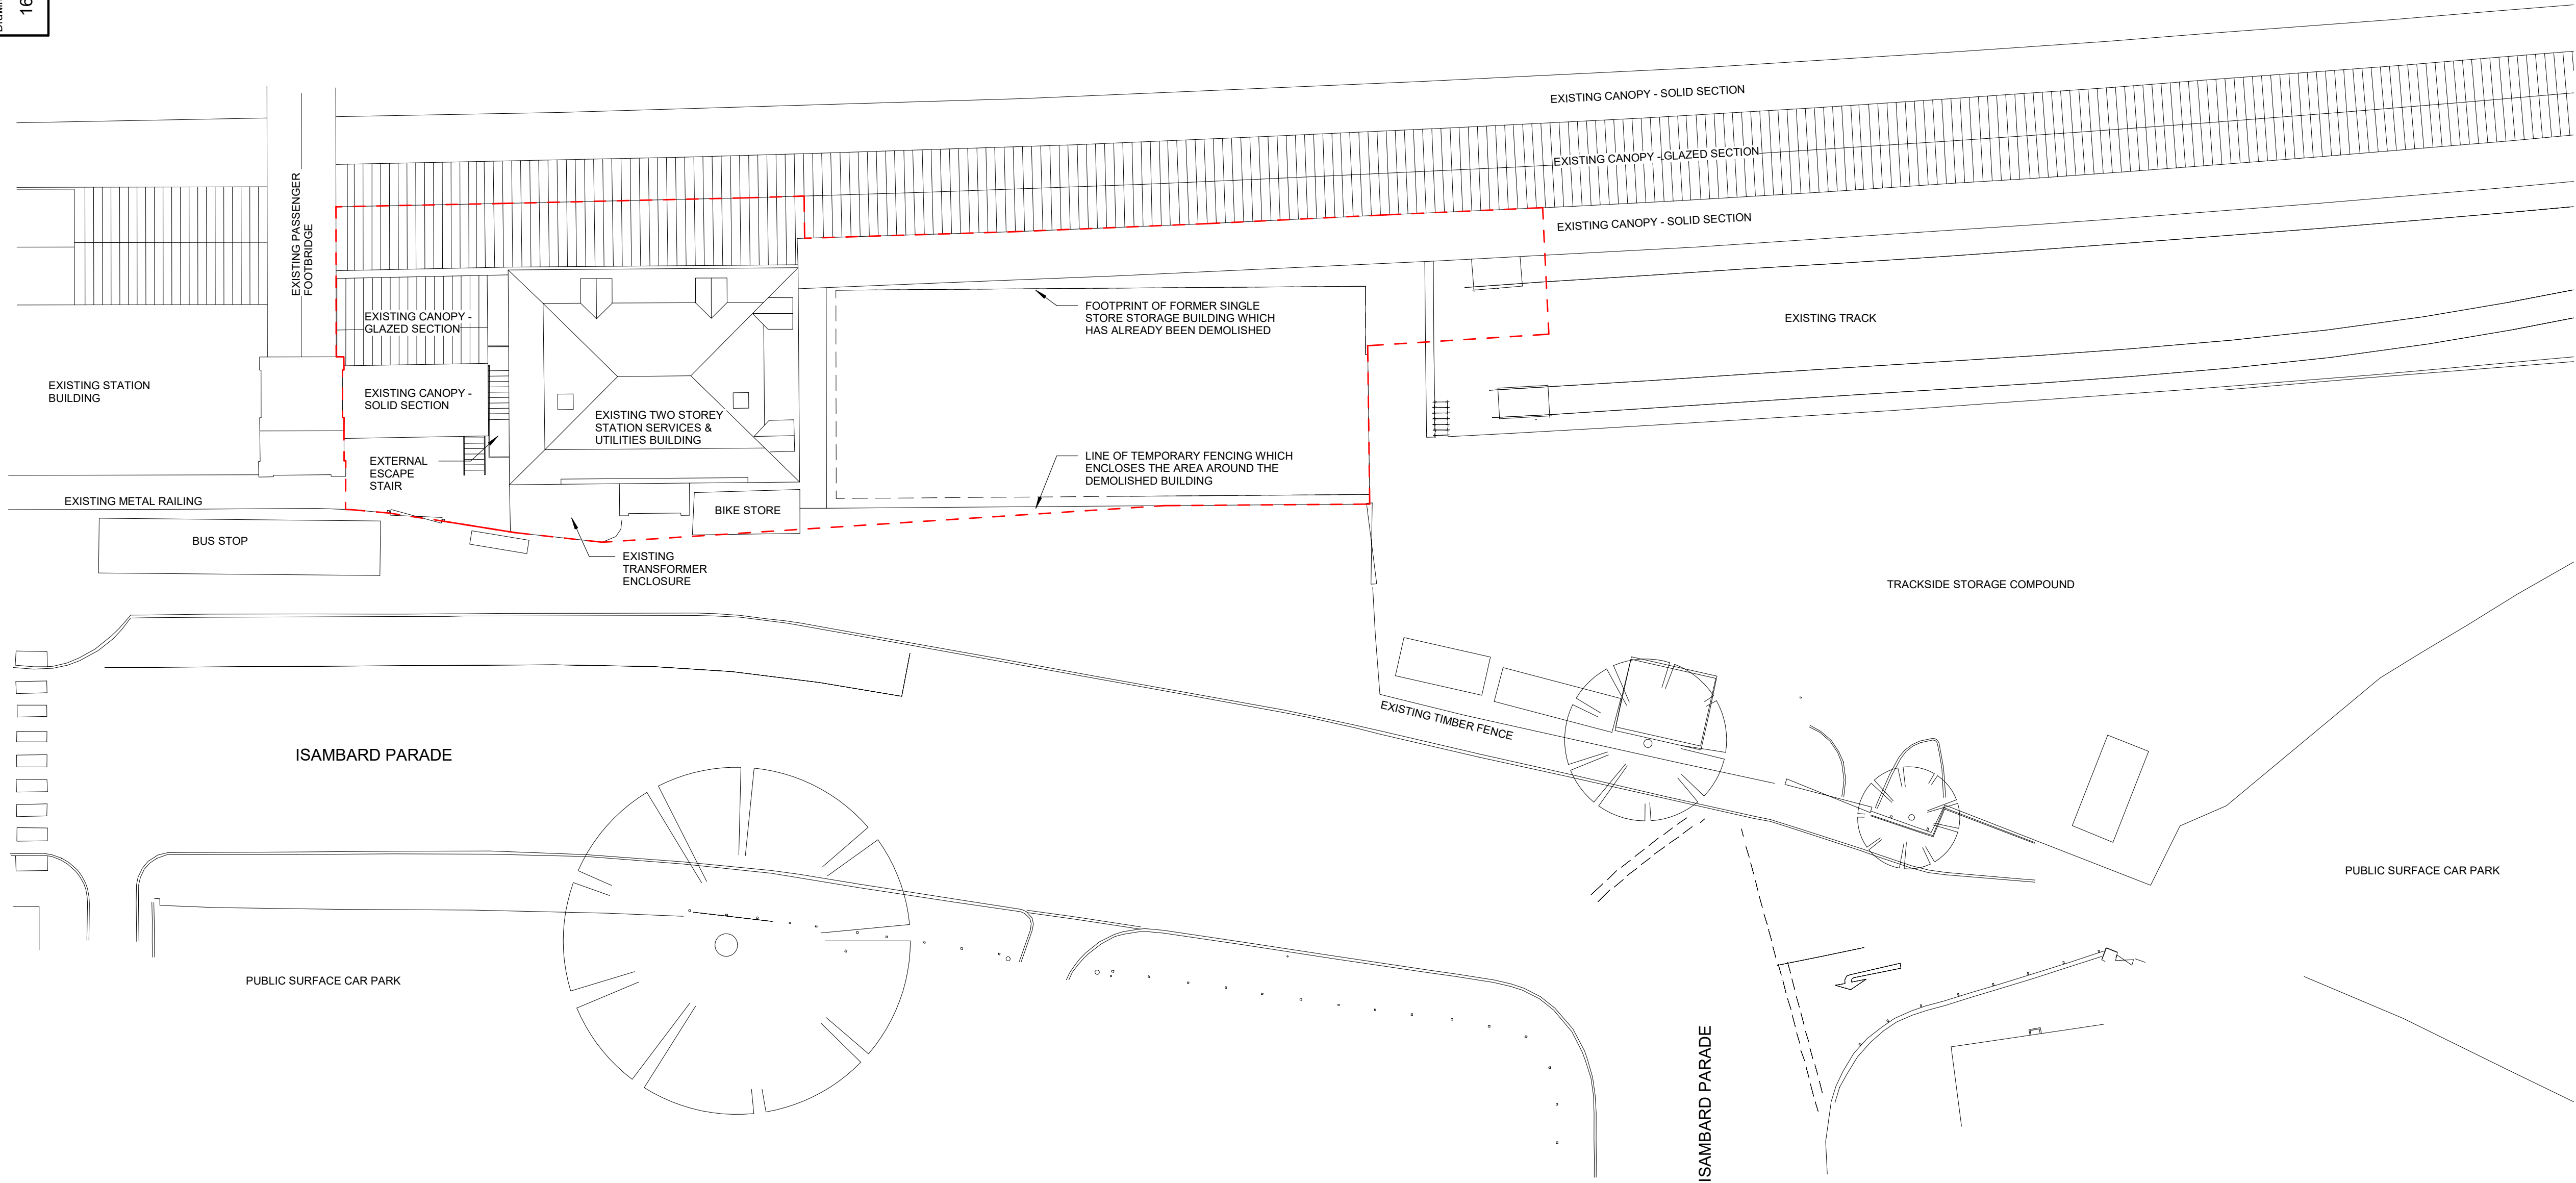 16
EXISTING CANOPY - SOLID SECTION
EXISTING CANOPY - GLAZED SECTION
EXISTING CANOPY - SOLID SECTION
EXISTING PASSENGER
FOOTBRIDGE
EXISTING CANOPY -
GLAZED SECTION
FOOTPRINT OF FORMER SINGLE
STORE STORAGE BUILDING WHICH
HAS ALREADY BEEN DEMOLISHED
EXISTING TRACK
EXISTING STATION
BUILDING
EXISTING CANOPY -
SOLID SECTION
EXISTING TWO STOREY
STATION SERVICES &
UTILITIES BUILDING
EXTERNAL
ESCAPE
STAIR
LINE OF TEMPORARY FENCING WHICH
ENCLOSES THE AREA AROUND THE
DEMOLISHED BUILDING
EXISTING METAL RAILING
BIKE STORE
BUS STOP
EXISTING
TRANSFORMER
ENCLOSURE
TRACKSIDE STORAGE COMPOUND
EXISTING TIMBER FENCE
ISAMBARD PARADE
PUBLIC SURFACE CAR PARK
PUBLIC SURFACE CAR PARK
ISAMBARD PARADE